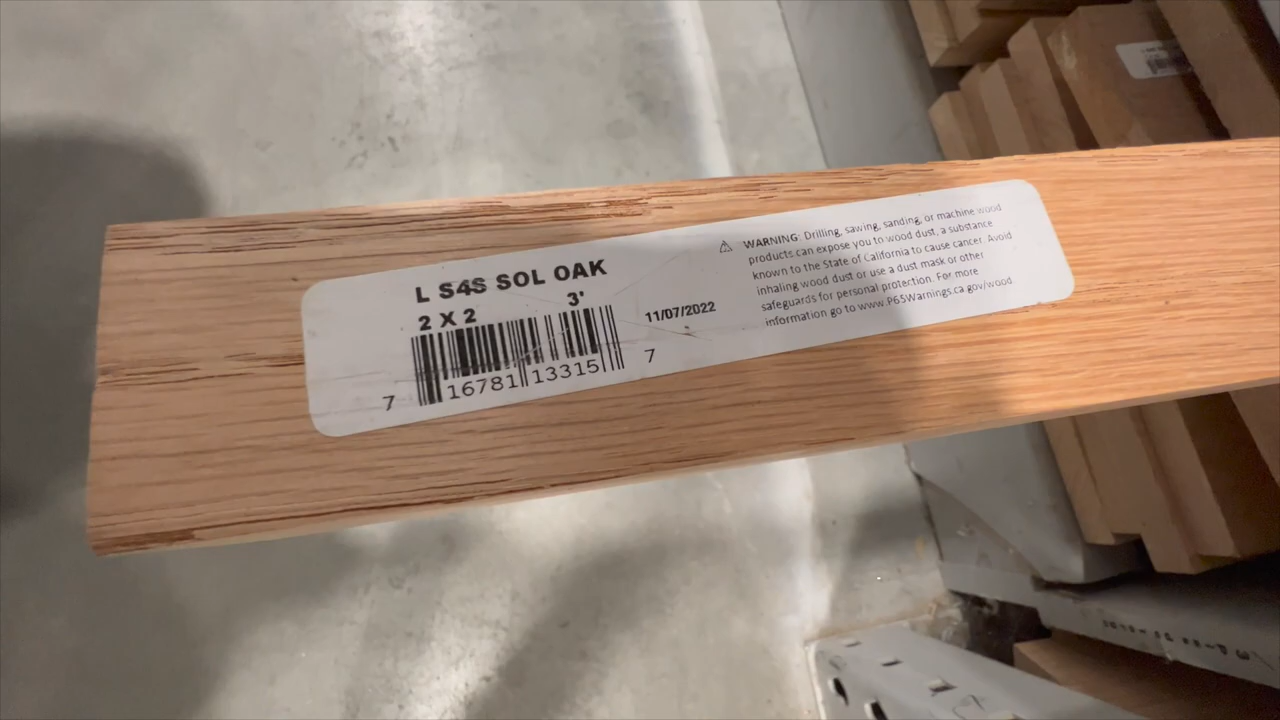 L S4S SOL OAK
2 X 2 3'
7 16781 13315 7
11/07/2022
⚠ WARNING: Drilling, sawing, sanding, or machine wood
products can expose you to wood dust, a substance
known to the State of California to cause cancer. Avoid
inhaling wood dust or use a dust mask or other
safeguards for personal protection. For more
information go to www.P65Warnings.ca.gov/wood.